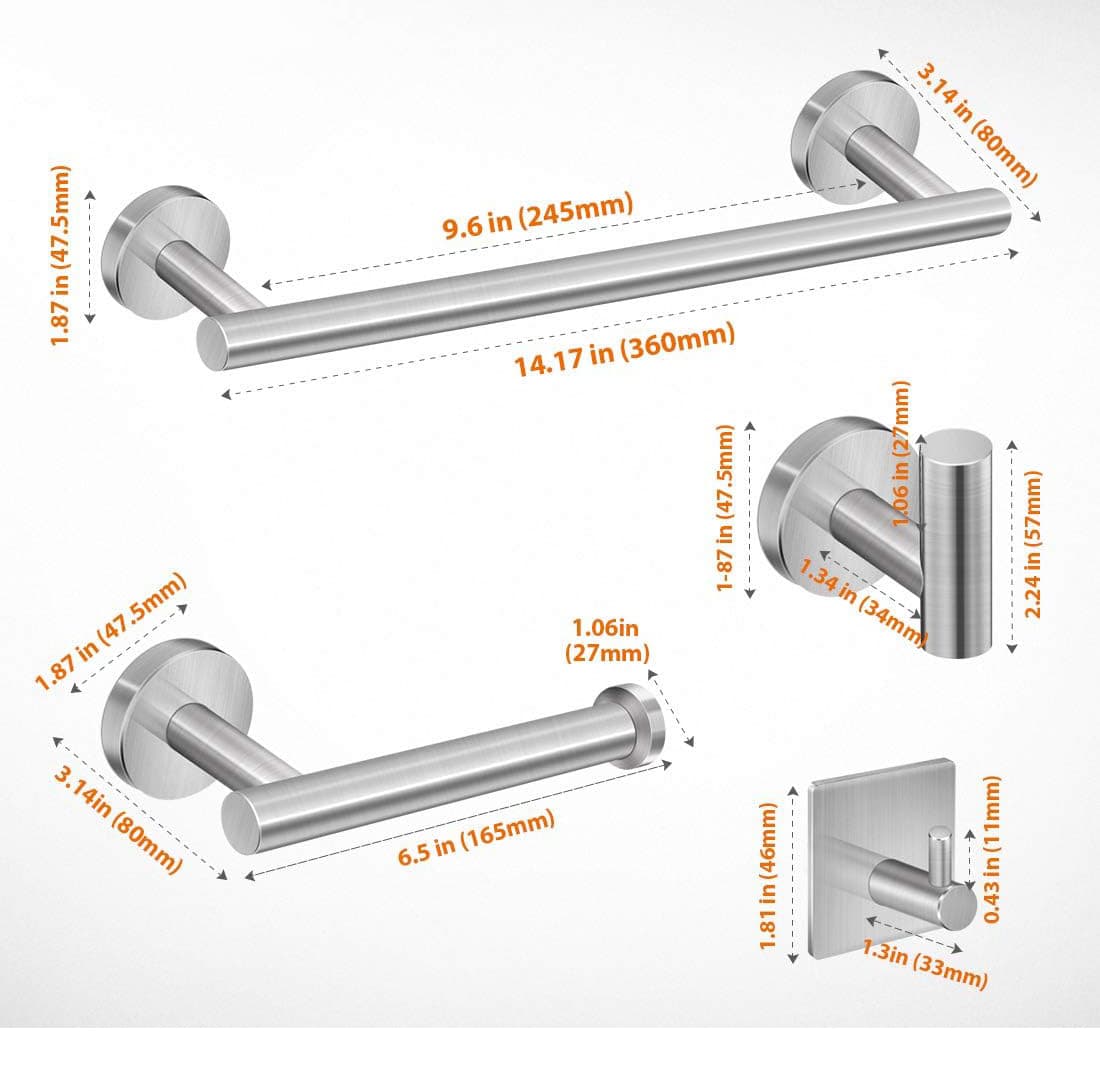 3.14 in (80mm)
1.87 in (47.5mm)
9.6 in (245mm)
14.17 in (360mm)
1-87 in (47.5mm)
1.06 in (27mm)
1.34 in (34mm)
2.24 in (57mm)
1.87 in (47.5mm)
1.06in
(27mm)
3.14in (80mm)
6.5 in (165mm)
1.81 in (46mm)
0.43 in (11mm)
1.3in (33mm)